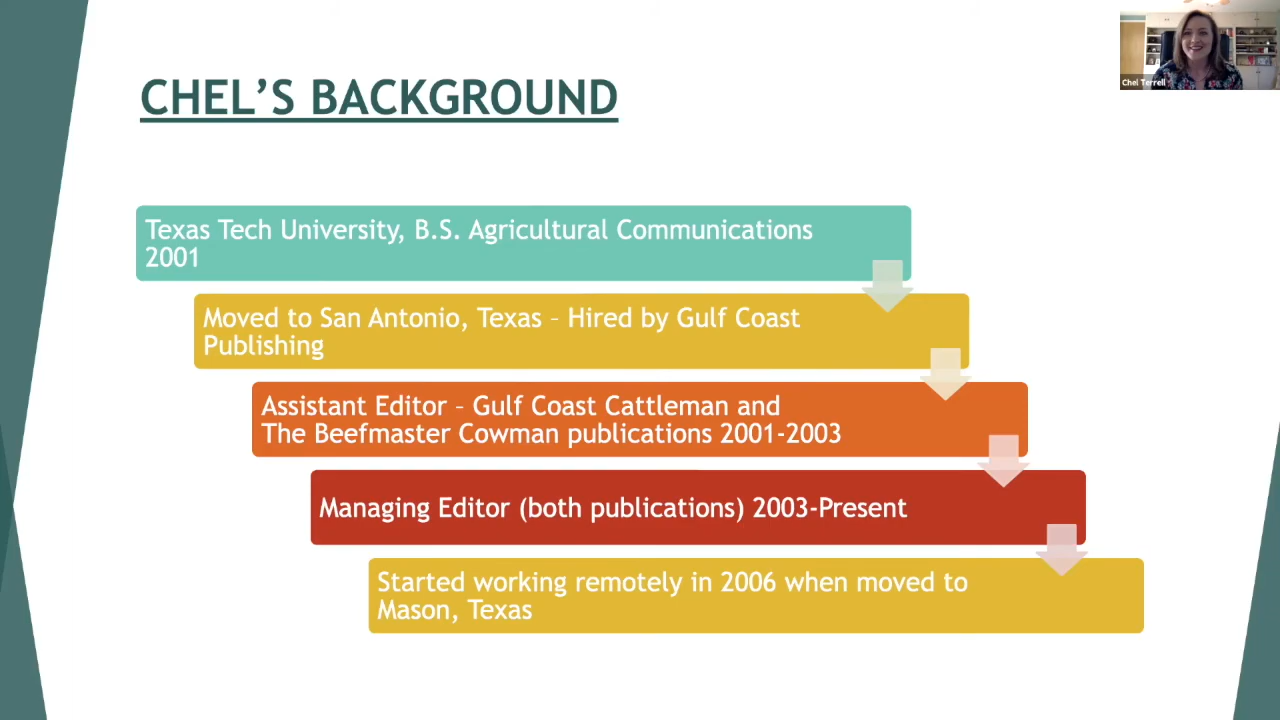 Chel Terrell
CHEL’S BACKGROUND
Texas Tech University, B.S. Agricultural Communications
2001
Moved to San Antonio, Texas – Hired by Gulf Coast
Publishing
Assistant Editor – Gulf Coast Cattleman and
The Beefmaster Cowman publications 2001-2003
Managing Editor (both publications) 2003-Present
Started working remotely in 2006 when moved to
Mason, Texas